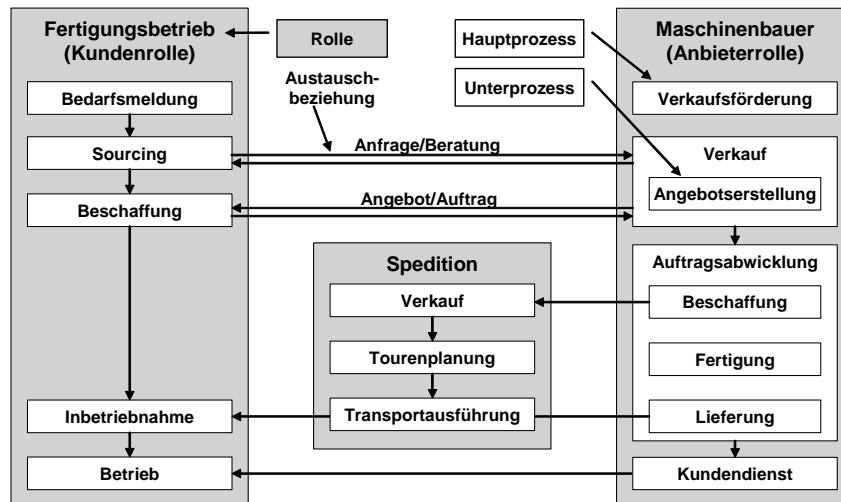 Fertigungsbetrieb
(Kundenrolle)
Rolle
Hauptprozess
Maschinenbauer
(Anbieterrolle)
Austausch-
beziehung
Unterprozess
Bedarfsmeldung
Verkaufsförderung
Sourcing
Anfrage/Beratung
Verkauf
Beschaffung
Angebot/Auftrag
Angebotserstellung
Spedition
Auftragsabwicklung
Verkauf
Beschaffung
Tourenplanung
Fertigung
Inbetriebnahme
Transportausführung
Lieferung
Betrieb
Kundendienst